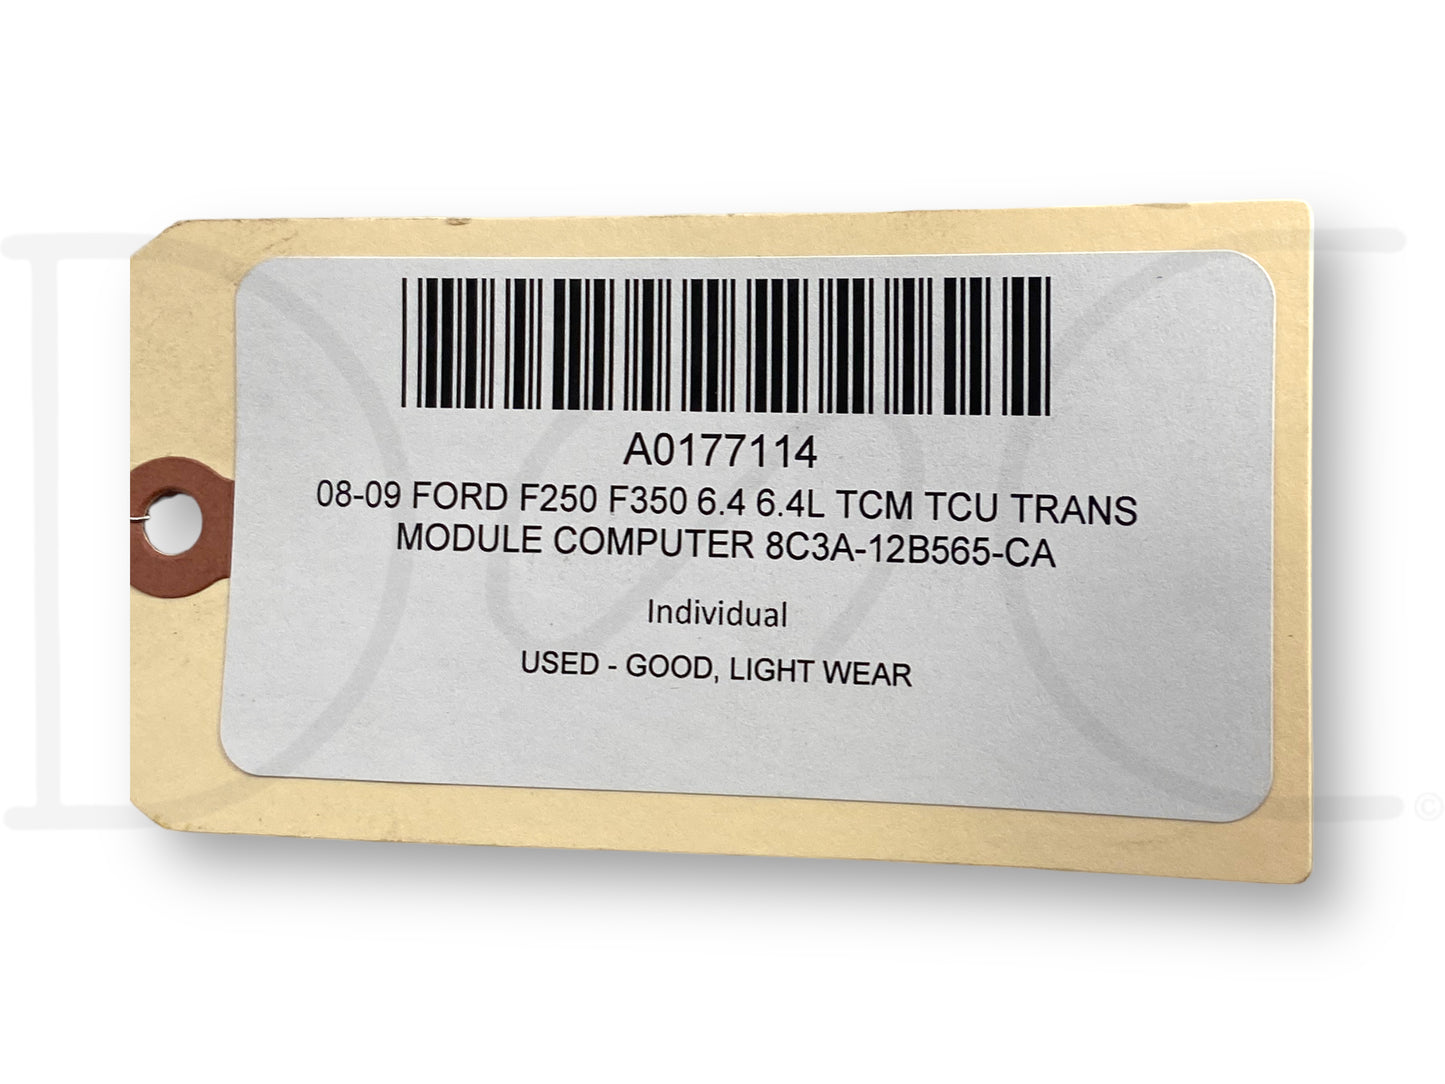 A0177114
08-09 FORD F250 F350 6.4 6.4L TCM TCU TRANS
MODULE COMPUTER 8C3A-12B565-CA
Individual
USED - GOOD, LIGHT WEAR
©